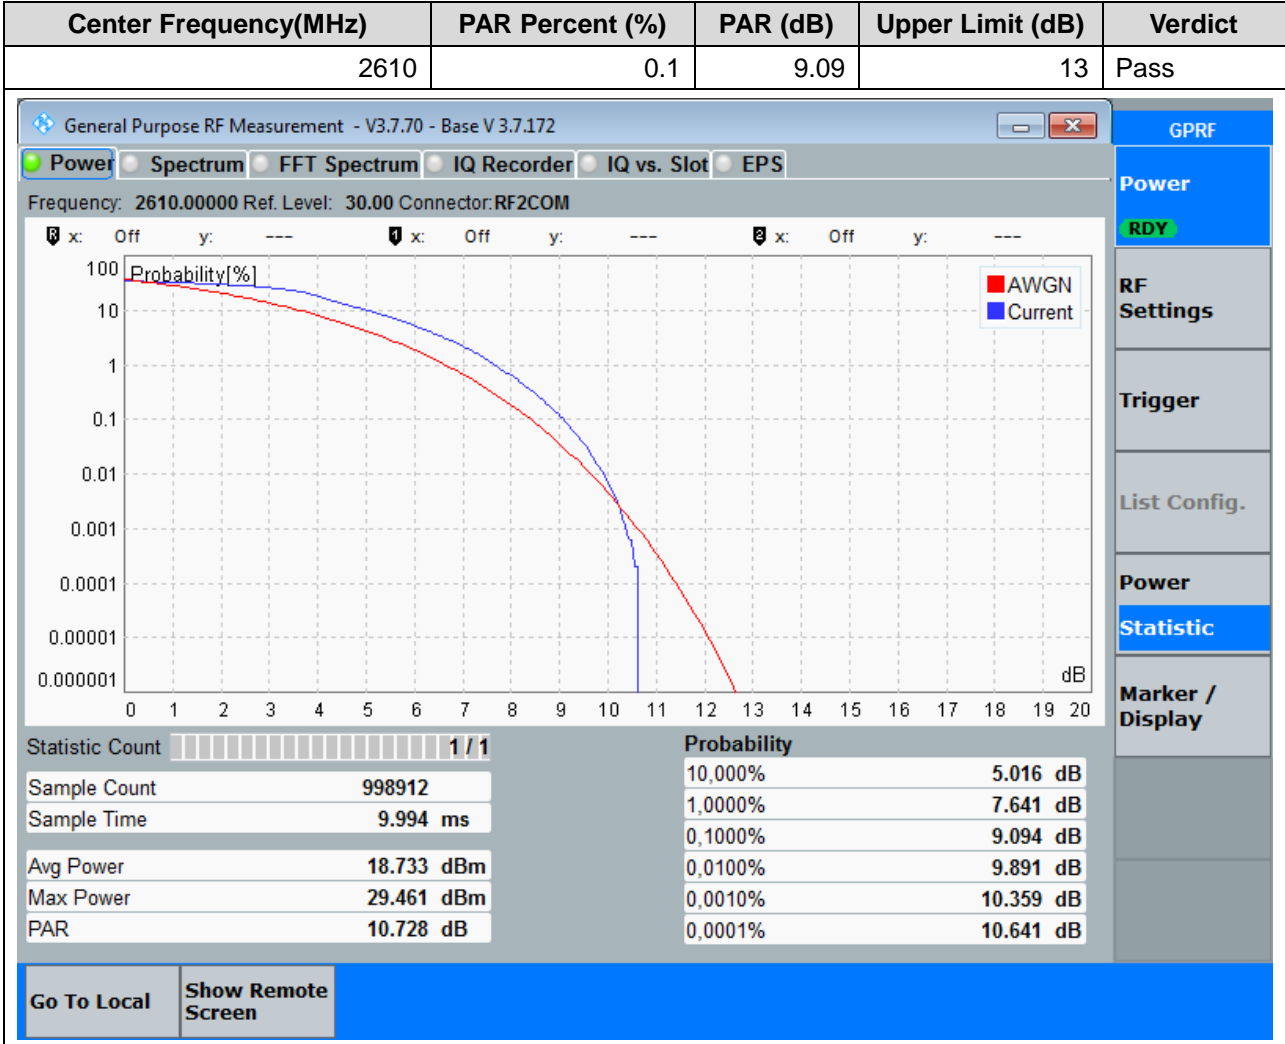 Center Frequency(MHz) PAR Percent (%) PAR (dB) Upper Limit (dB) Verdict
2610 0.1 9.09 13 Pass
General Purpose RF Measurement - V3.7.70 - Base V 3.7.172
GPRF
Power Spectrum FFT Spectrum IQ Recorder IQ vs. Slot EPS
Frequency: 2610.00000 Ref. Level: 30.00 Connector:RF2COM
R x: Off y: --- 1 x: Off y: --- 2 x: Off y: ---
Probability[%]
AWGN
Current
100
10
1
0.1
0.01
0.001
0.0001
0.00001
0.000001
dB
0 1 2 3 4 5 6 7 8 9 10 11 12 13 14 15 16 17 18 19 20
Statistic Count 1 / 1
Sample Count 998912
Sample Time 9.994 ms
Avg Power 18.733 dBm
Max Power 29.461 dBm
PAR 10.728 dB
Probability
10,000% 5.016 dB
1,0000% 7.641 dB
0,1000% 9.094 dB
0,0100% 9.891 dB
0,0010% 10.359 dB
0,0001% 10.641 dB
Power
RDY
RF
Settings
Trigger
List Config.
Power
Statistic
Marker /
Display
Go To Local
Show Remote
Screen